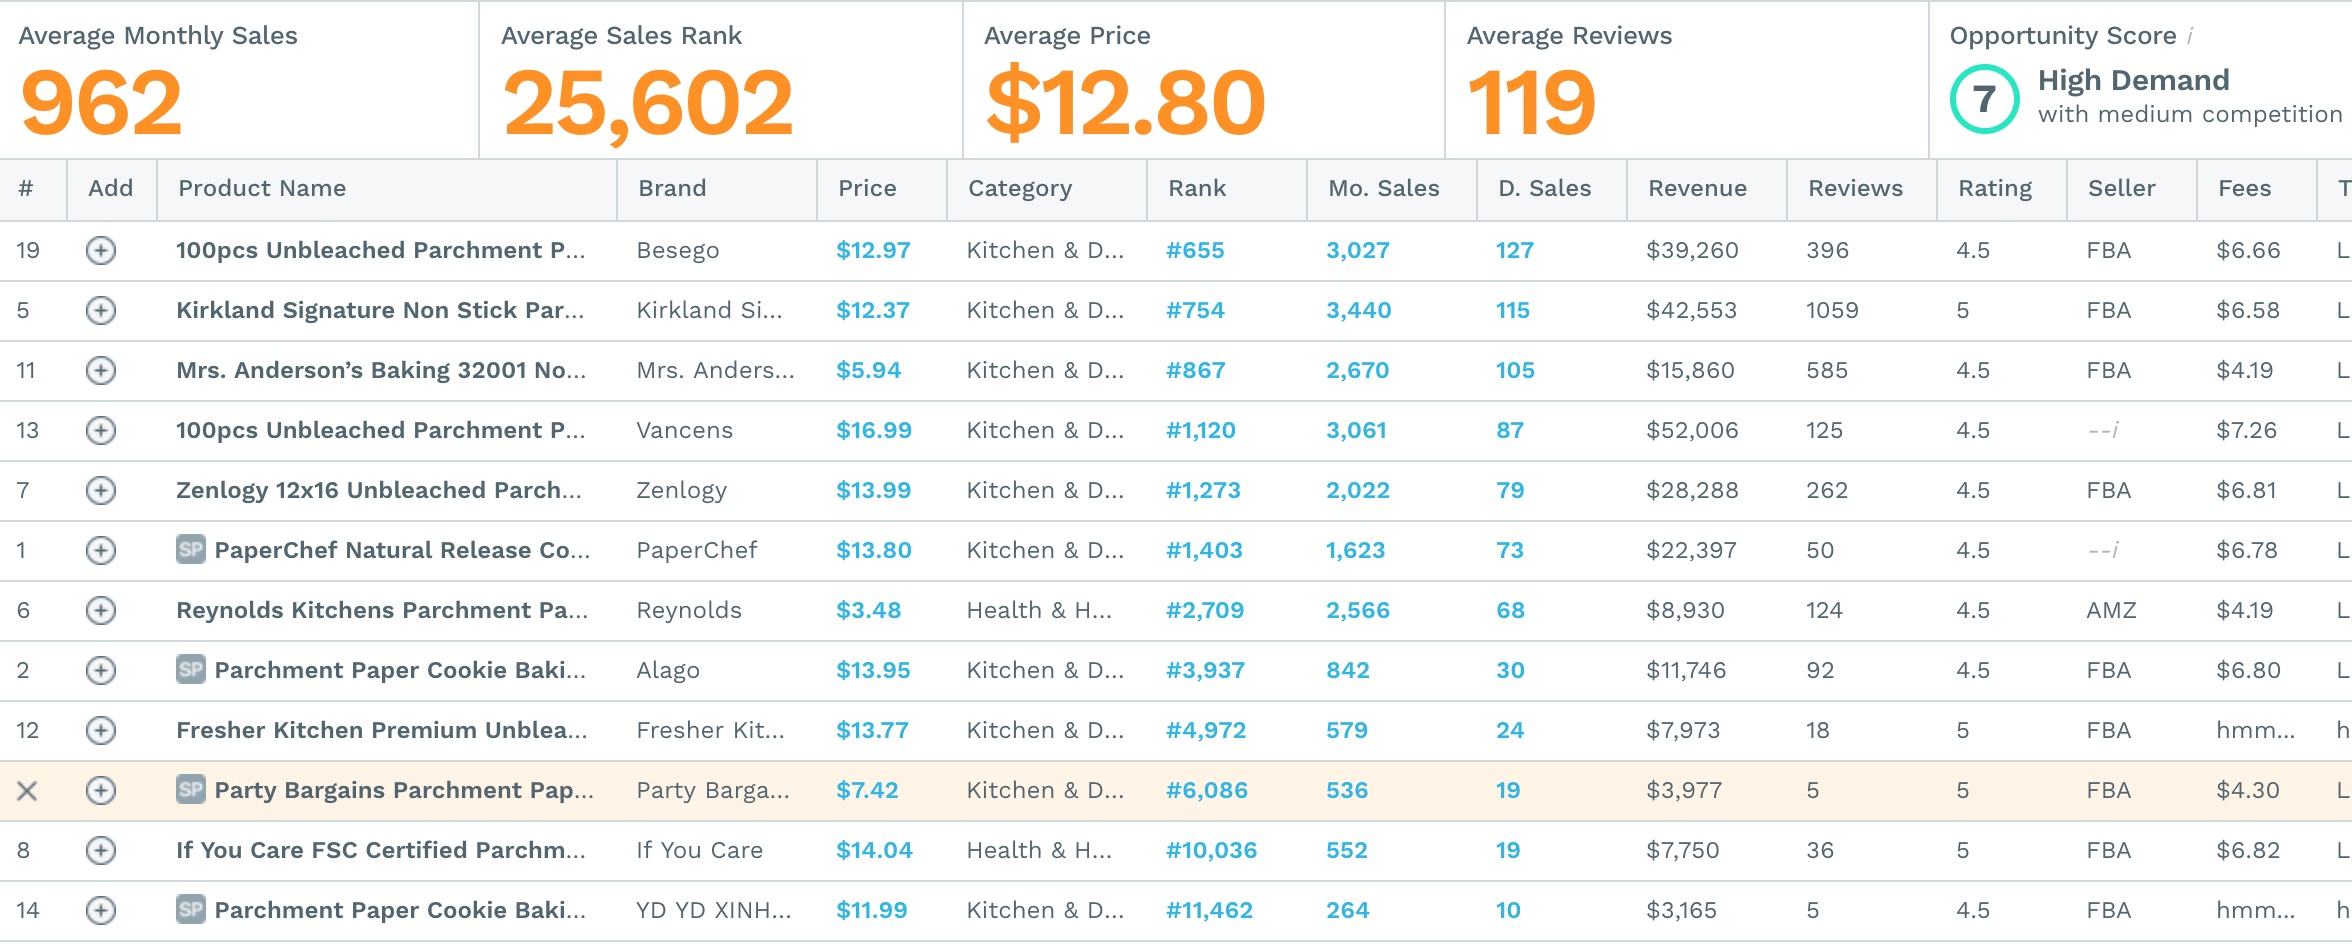 Average Monthly Sales Average Sales Rank Average Price Average Reviews Opportunity Score i
962 25,602 $12.80 119 7 High Demand
with medium competition
# Add Product Name Brand Price Category Rank Mo. Sales D. Sales Revenue Reviews Rating Seller Fees T
19 100pcs Unbleached Parchment P... Besego $12.97 Kitchen & D... #655 3,027 127 $39,260 396 4.5 FBA $6.66 L
5 Kirkland Signature Non Stick Par... Kirkland Si... $12.37 Kitchen & D... #754 3,440 115 $42,553 1059 5 FBA $6.58 L
11 Mrs. Anderson’s Baking 32001 No... Mrs. Anders... $5.94 Kitchen & D... #867 2,670 105 $15,860 585 4.5 FBA $4.19 L
13 100pcs Unbleached Parchment P... Vancens $16.99 Kitchen & D... #1,120 3,061 87 $52,006 125 4.5 --i $7.26 L
7 Zenlogy 12x16 Unbleached Parch... Zenlogy $13.99 Kitchen & D... #1,273 2,022 79 $28,288 262 4.5 FBA $6.81 L
1 SP PaperChef Natural Release Co... PaperChef $13.80 Kitchen & D... #1,403 1,623 73 $22,397 50 4.5 --i $6.78 L
6 Reynolds Kitchens Parchment Pa... Reynolds $3.48 Health & H... #2,709 2,566 68 $8,930 124 4.5 AMZ $4.19 L
2 SP Parchment Paper Cookie Baki... Alago $13.95 Kitchen & D... #3,937 842 30 $11,746 92 4.5 FBA $6.80 L
12 Fresher Kitchen Premium Unblea... Fresher Kit... $13.77 Kitchen & D... #4,972 579 24 $7,973 18 5 FBA hmm... h
SP Party Bargains Parchment Pap... Party Barga... $7.42 Kitchen & D... #6,086 536 19 $3,977 5 5 FBA $4.30 L
8 If You Care FSC Certified Parchm... If You Care $14.04 Health & H... #10,036 552 19 $7,750 36 5 FBA $6.82 L
14 SP Parchment Paper Cookie Baki... YD YD XINH... $11.99 Kitchen & D... #11,462 264 10 $3,165 5 4.5 FBA hmm... h